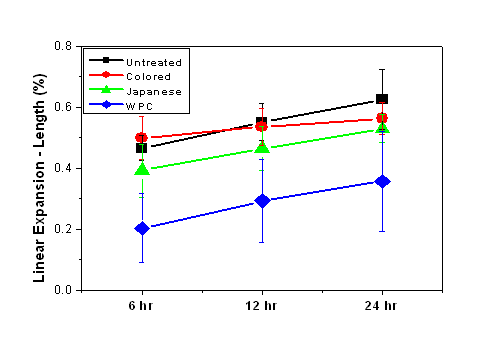 0.8
0.6
0.4
0.2
0.0
Linear Expansion - Length (%)
Untreated
Colored
Japanese
WPC
6 hr
12 hr
24 hr